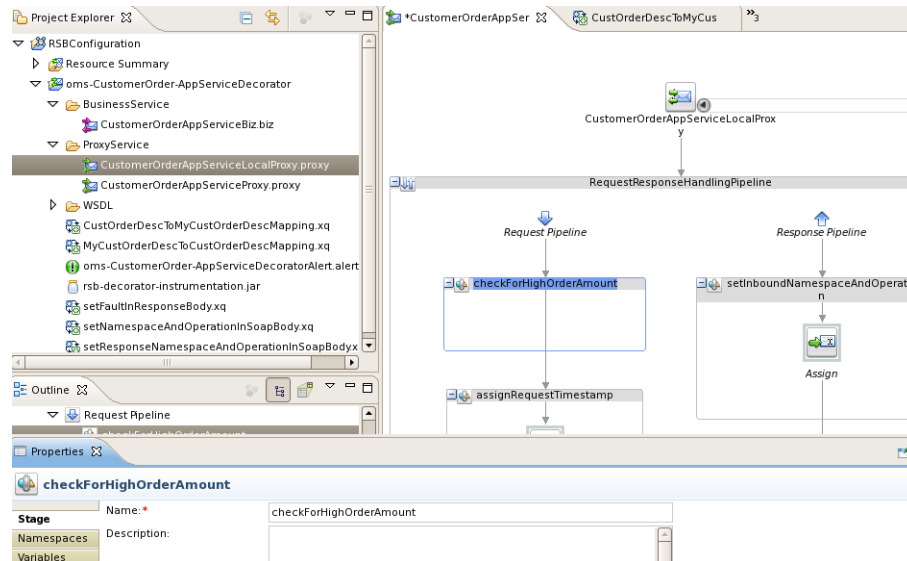 Project Explorer
RSBConfiguration
Resource Summary
oms-CustomerOrder-AppServiceDecorator
BusinessService
CustomerOrderAppServiceBiz.biz
ProxyService
CustomerOrderAppServiceLocalProxy.proxy
CustomerOrderAppServiceProxy.proxy
WSDL
CustOrderDescToMyCustOrderDescMapping.xq
MyCustOrderDescToCustOrderDescMapping.xq
oms-CustomerOrder-AppServiceDecoratorAlert.alert
rsb-decorator-instrumentation.jar
setFaultInResponseBody.xq
setNamespaceAndOperationInSoapBody.xq
setResponseNamespaceAndOperationInSoapBody.x
Outline
Request Pipeline
checkForHighOrderAmount
*CustomerOrderAppSer
CustOrderDescToMyCus
»3
CustomerOrderAppServiceLocalProx
y
RequestResponseHandlingPipeline
Request Pipeline
Response Pipeline
checkForHighOrderAmount
setInboundNamespaceAndOperat
n
Assign
assignRequestTimestamp
Properties
checkForHighOrderAmount
Stage
Namespaces
Variables
Name:*
checkForHighOrderAmount
Description: